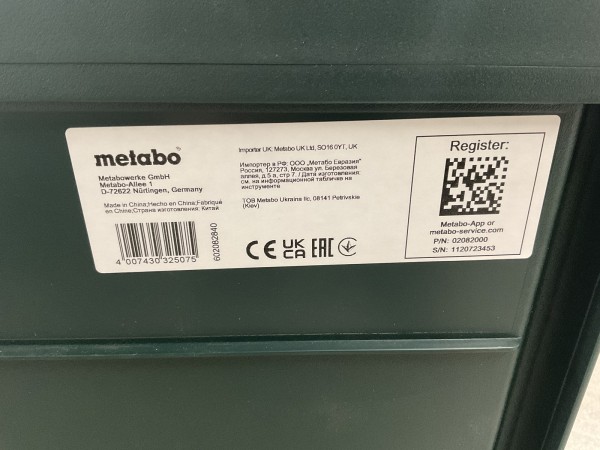 metabo
Metabowerke GmbH
Metabo-Allee 1
D-72622 Nürtingen, Germany
Made in China;Hecho en China;Fabriqué
en Chine;Страна изготовления: Китай
4 007430 325075
602082840
Importer UK: Metabo UK Ltd, SO16 0YT, UK
Импортер в РФ: ООО „Метабо Евразия"
Россия, 127273, Москва ул. Березовая
аллея, д.5 а, стр 7. / Дата изготовления:
см. на информационной табличке на
инструменте
ТОВ Metabo Ukraine llc, 08141 Petrivskie
(Kiev)
CE UK CA EAC
Register:
Metabo-App or
metabo-service.com
P/N: 02082000
S/N: 1120723453